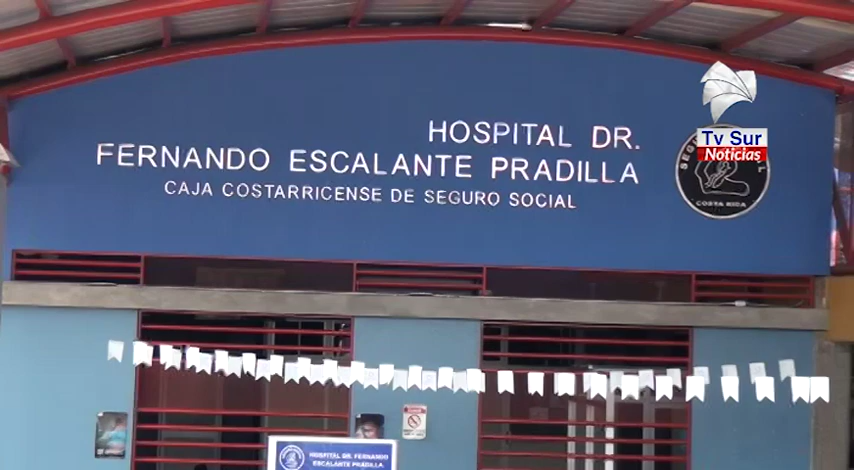 HOSPITAL DR.
FERNANDO ESCALANTE PRADILLA
CAJA COSTARRICENSE DE SEGURO SOCIAL
Tv Sur
Noticias
COSTA RICA
HOSPITAL DR. FERNANDO
ESCALANTE PRADILLA